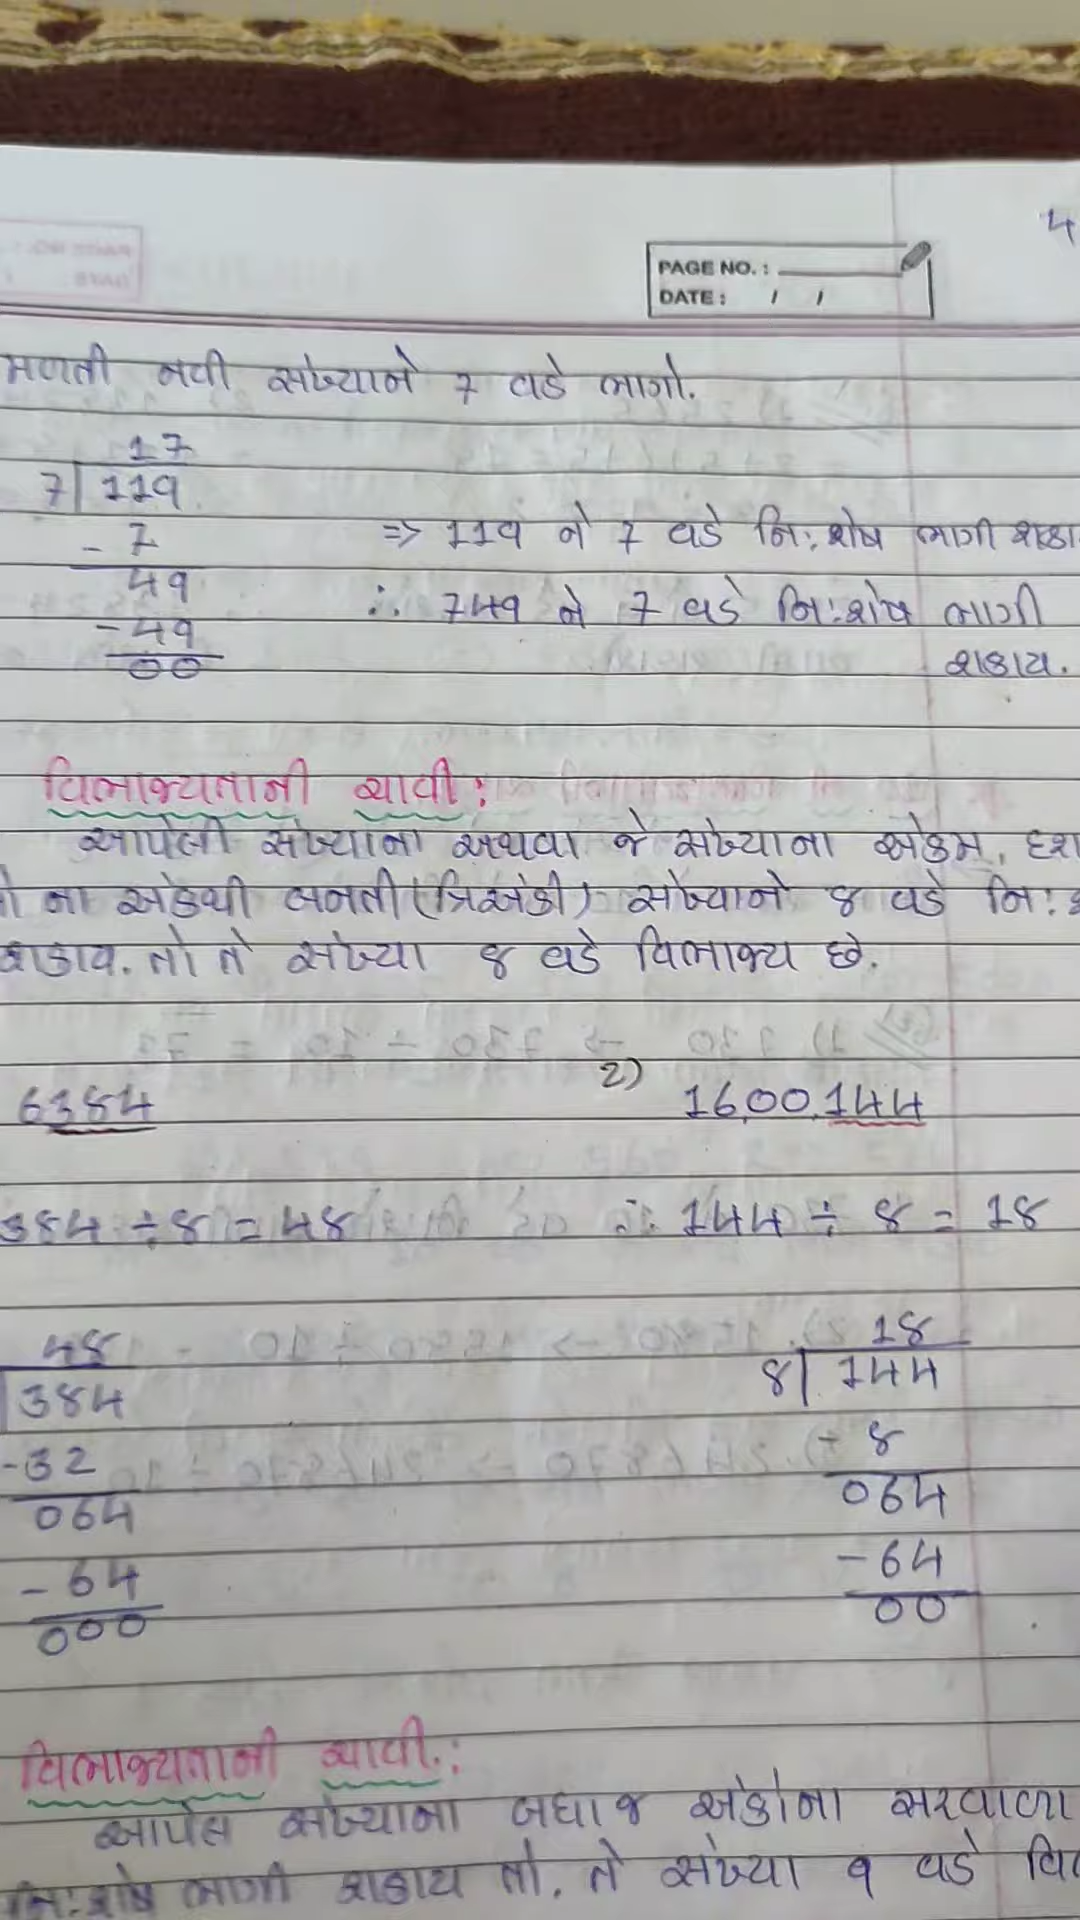 4
PAGE NO. :
DATE : / /
મળતી નવી સંખ્યાને 7 વડે ભાગો.
17
7 119
- 7
49
⇒ 119 ને 7 વડે નિ:શેષ ભાગી શકા
-49
∴ 749 ને 7 વડે નિ:શેષ ભાગી
00
શકાય.
વિભાજ્યતાની ચાવી :
આપેલી સંખ્યાના અથવા જે સંખ્યાના એકમ, દશ
ના અંકથી બનતી (ત્રિઅંકી) સંખ્યાને 8 વડે નિ:શ
શકાય. તો તે સંખ્યા 8 વડે વિભાજ્ય છે.
6384
2) 16,00,144
384 ÷ 8 = 48
∴ 144 ÷ 8 = 18
48
384
-32
064
- 64
000
18
8 144
- 8
064
- 64
00
વિભાજ્યતાની ચાવી. :
આપેલ સંખ્યાના બધા જ અંકોના સરવાળા
નિ:શેષ ભાગી શકાય તો, તે સંખ્યા 9 વડે વિ